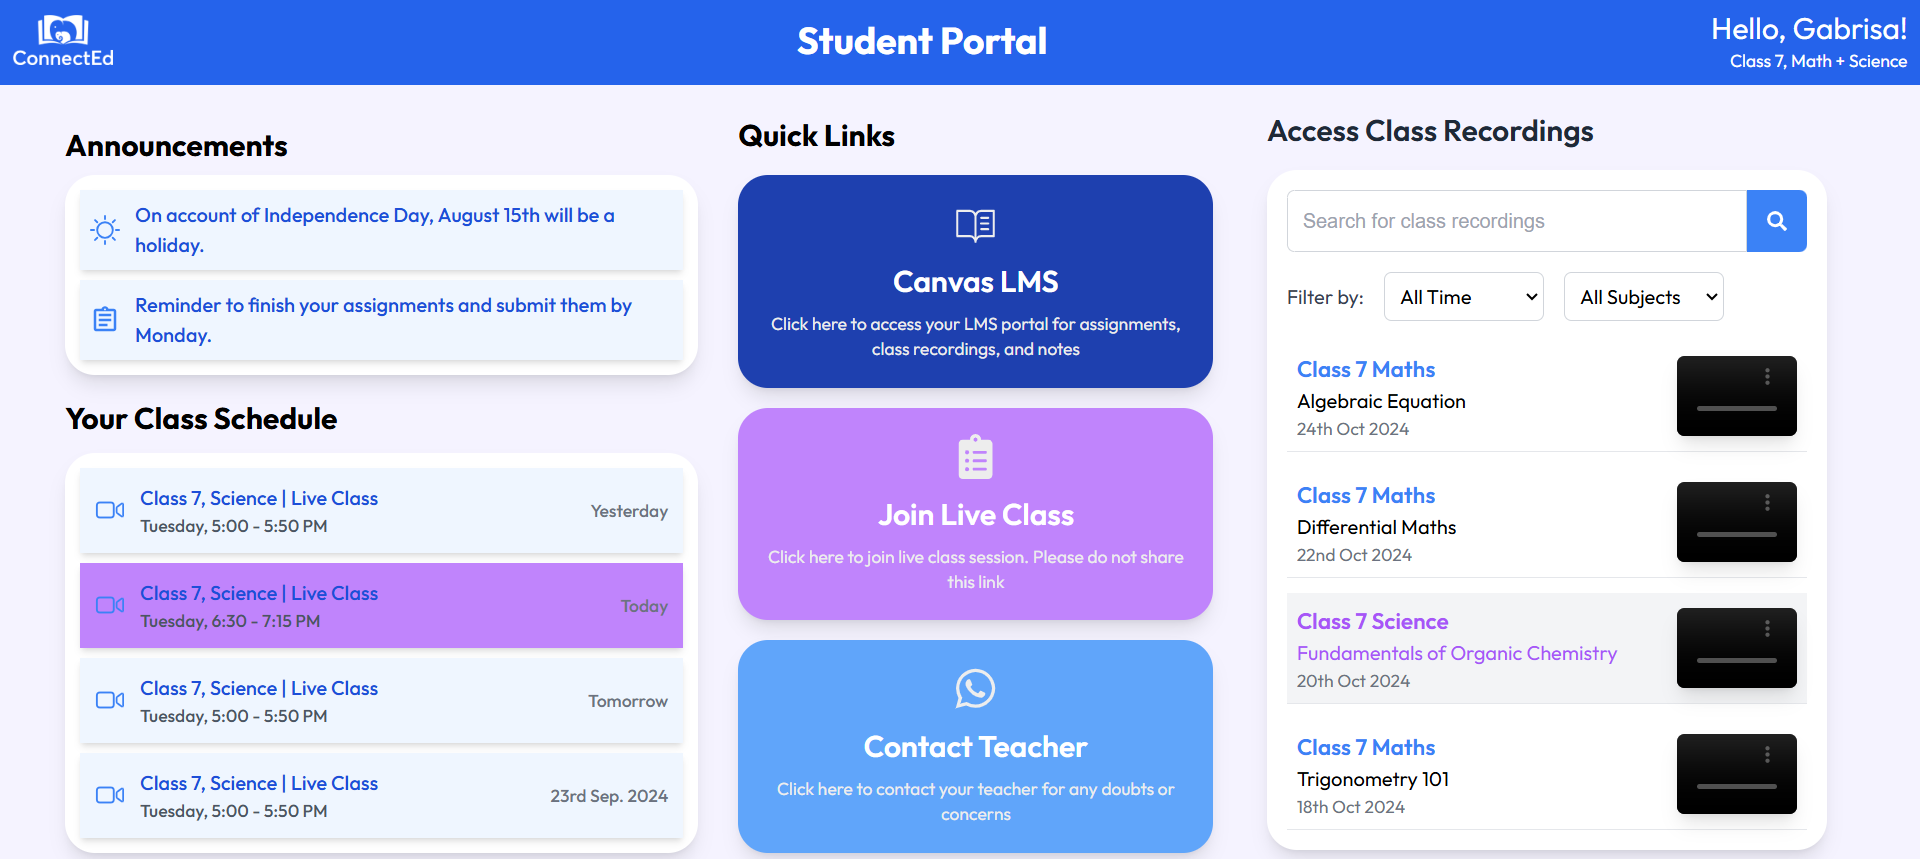 ConnectEd
Student Portal
Hello, Gabrisa!
Class 7, Math + Science
Announcements
On account of Independence Day, August 15th will be a
holiday.
Reminder to finish your assignments and submit them by
Monday.
Your Class Schedule
Class 7, Science | Live Class
Tuesday, 5:00 - 5:50 PM
Yesterday
Class 7, Science | Live Class
Tuesday, 6:30 - 7:15 PM
Today
Class 7, Science | Live Class
Tuesday, 5:00 - 5:50 PM
Tomorrow
Class 7, Science | Live Class
Tuesday, 5:00 - 5:50 PM
23rd Sep. 2024
Quick Links
Canvas LMS
Click here to access your LMS portal for assignments,
class recordings, and notes
Join Live Class
Click here to join live class session. Please do not share
this link
Contact Teacher
Click here to contact your teacher for any doubts or
concerns
Access Class Recordings
Search for class recordings
Filter by:
All Time
All Subjects
Class 7 Maths
Algebraic Equation
24th Oct 2024
Class 7 Maths
Differential Maths
22nd Oct 2024
Class 7 Science
Fundamentals of Organic Chemistry
20th Oct 2024
Class 7 Maths
Trigonometry 101
18th Oct 2024